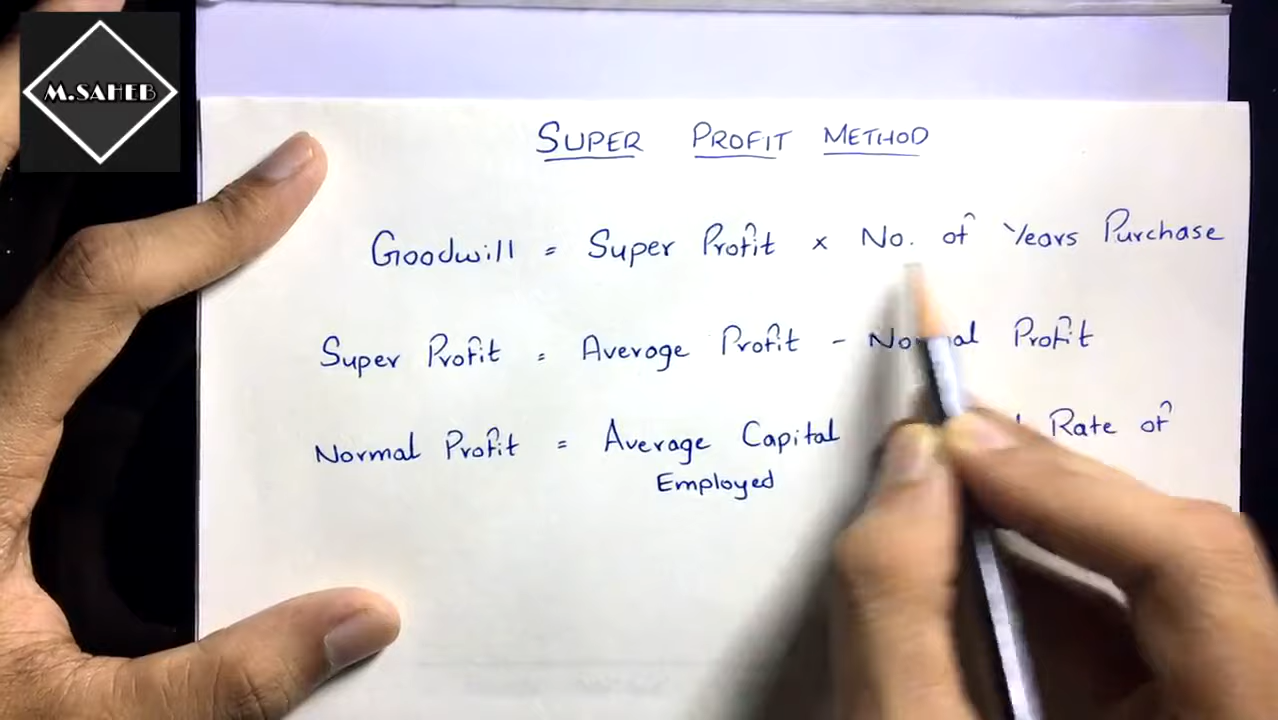 M.SAHEB
SUPER PROFIT METHOD
Goodwill = Super Profit × No. of Years Purchase
Super Profit = Average Profit - Profit
Normal Profit = Average Capital Rate of
Employed